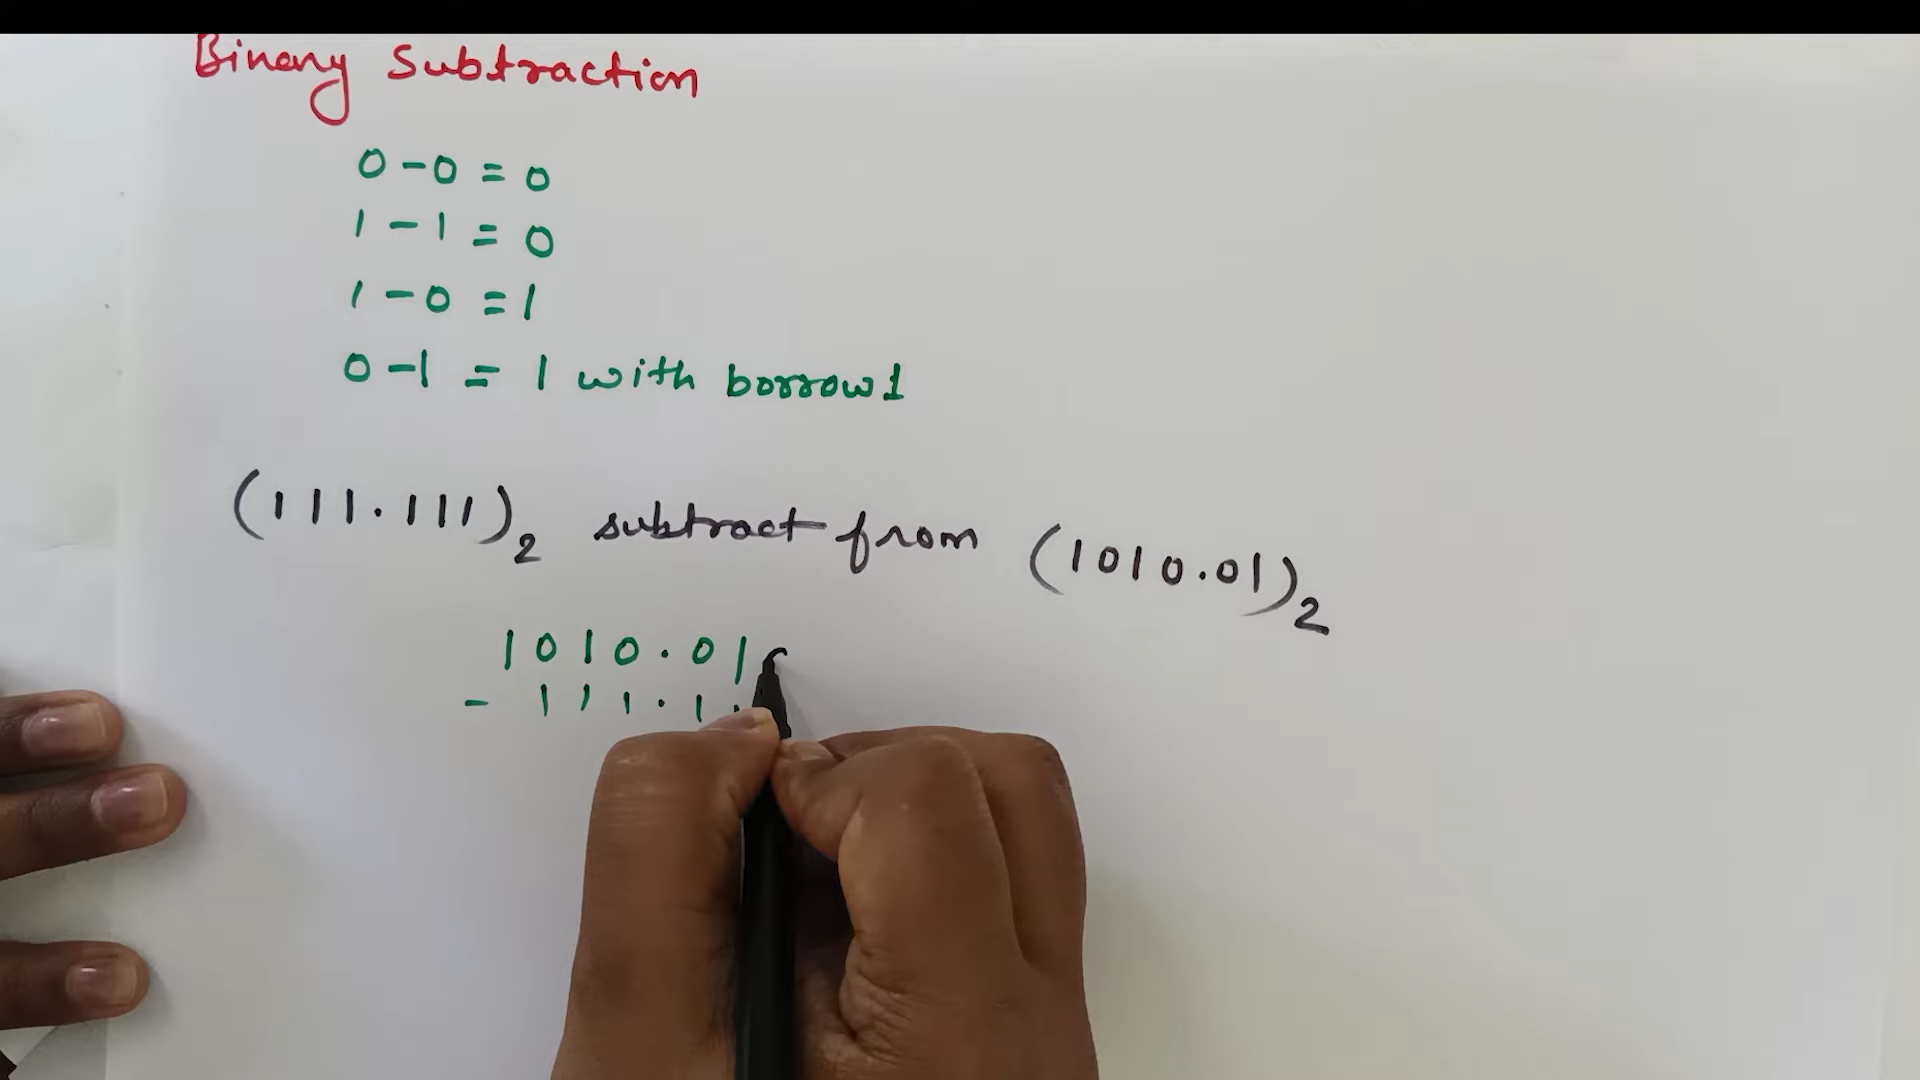 Binary Subtraction
0 - 0 = 0
1 - 1 = 0
1 - 0 = 1
0 - 1 = 1 with borrow 1
(111.111)₂ subtract from (1010.01)₂
1010.01
- 111.1